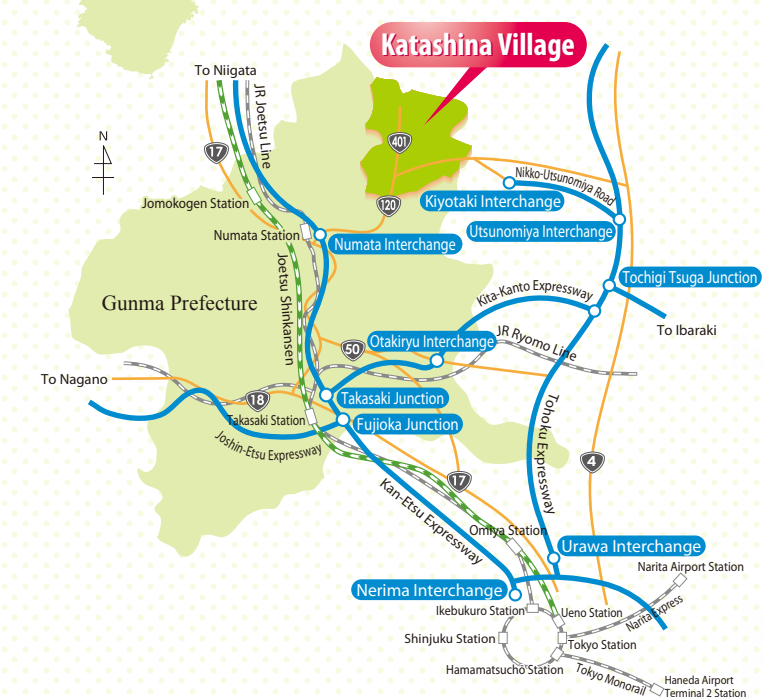 Katashina Village
To Niigata
JR Joetsu Line
N
17
401
Nikko-Utsunomiya Road
Jomokogen Station
120
Kiyotaki Interchange
Numata Station
Numata Interchange
Utsunomiya Interchange
Joetsu Shinkansen
Tochigi Tsuga Junction
Gunma Prefecture
Kita-Kanto Expressway
To Ibaraki
Otakiryu Interchange
JR Ryomo Line
50
To Nagano
18
Takasaki Junction
Takasaki Station
Fujioka Junction
Joshin-Etsu Expressway
Tohoku Expressway
4
17
Kan-Etsu Expressway
Omiya Station
Urawa Interchange
Narita Airport Station
Nerima Interchange
Ikebukuro Station
Ueno Station
Narita Express
Shinjuku Station
Tokyo Station
Hamamatsucho Station
Tokyo Monorail
Haneda Airport
Terminal 2 Station